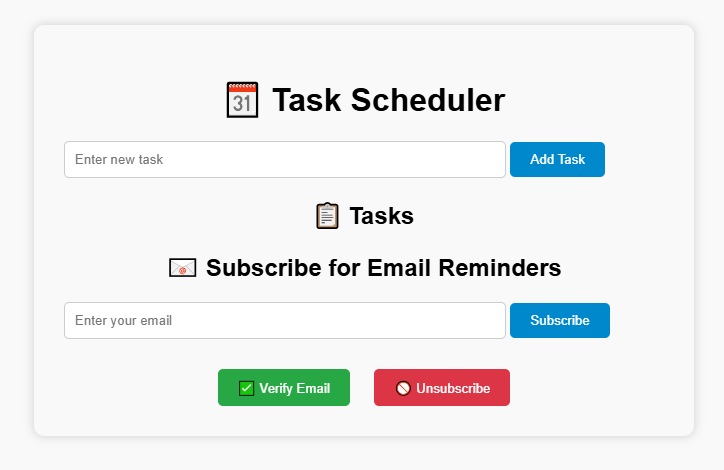 📅 Task Scheduler
Enter new task Add Task
📋 Tasks
📧 Subscribe for Email Reminders
Enter your email Subscribe
✅ Verify Email 🚫 Unsubscribe